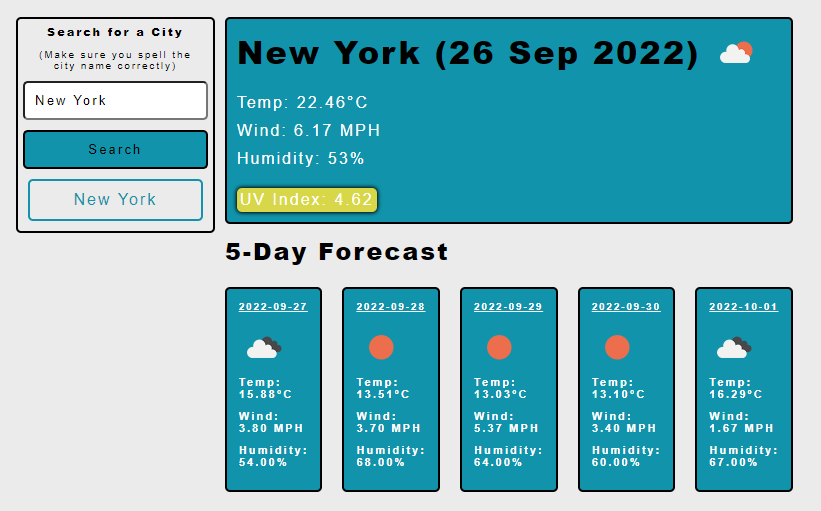 Search for a City
(Make sure you spell the
city name correctly)
New York
Search
New York
New York (26 Sep 2022)
Temp: 22.46°C
Wind: 6.17 MPH
Humidity: 53%
UV Index: 4.62
5-Day Forecast
2022-09-27
Temp:
15.88°C
Wind:
3.80 MPH
Humidity:
54.00%
2022-09-28
Temp:
13.51°C
Wind:
3.70 MPH
Humidity:
68.00%
2022-09-29
Temp:
13.03°C
Wind:
5.37 MPH
Humidity:
64.00%
2022-09-30
Temp:
13.10°C
Wind:
3.40 MPH
Humidity:
60.00%
2022-10-01
Temp:
16.29°C
Wind:
1.67 MPH
Humidity:
67.00%